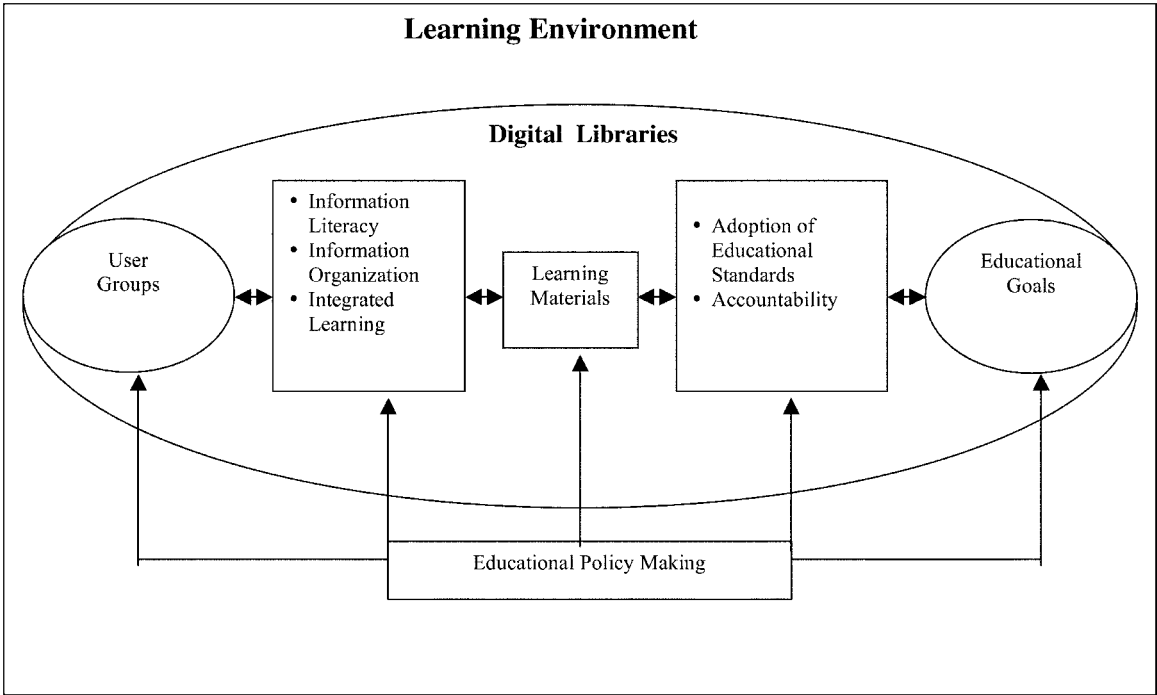 Learning Environment
Digital Libraries
User
Groups
• Information
Literacy
• Information
Organization
• Integrated
Learning
Learning
Materials
• Adoption of
Educational
Standards
• Accountability
Educational
Goals
Educational Policy Making